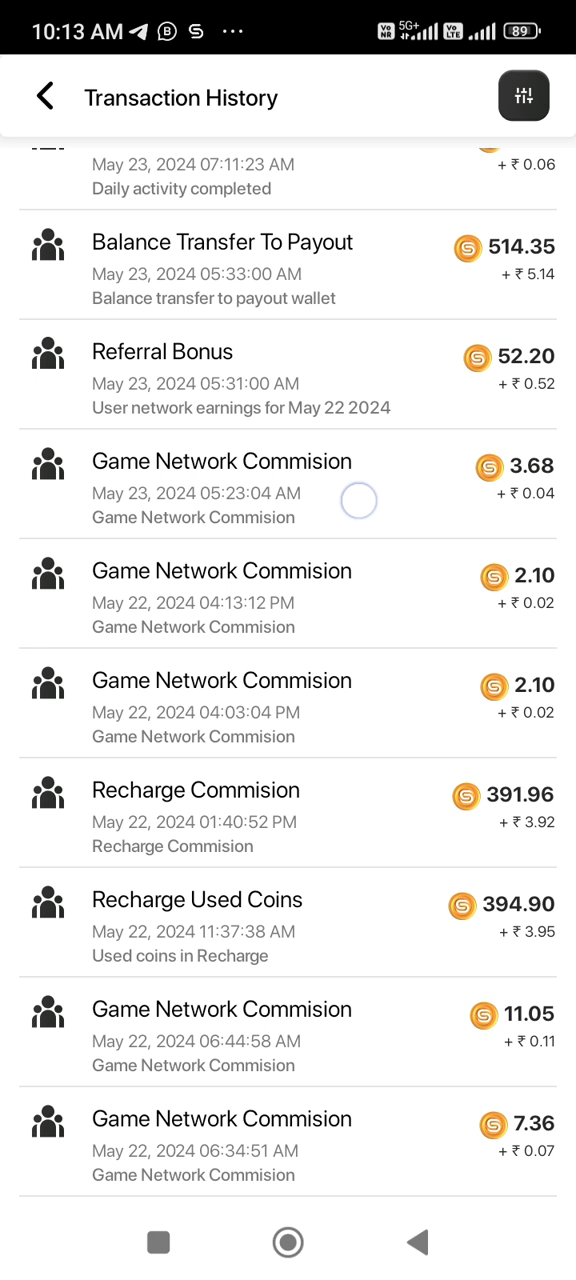 10:13 AM
5G+
Vo NR
Vo LTE
89
Transaction History
May 23, 2024 07:11:23 AM
+ ₹ 0.06
Daily activity completed
Balance Transfer To Payout
514.35
May 23, 2024 05:33:00 AM
+ ₹ 5.14
Balance transfer to payout wallet
Referral Bonus
52.20
May 23, 2024 05:31:00 AM
+ ₹ 0.52
User network earnings for May 22 2024
Game Network Commision
3.68
May 23, 2024 05:23:04 AM
+ ₹ 0.04
Game Network Commision
Game Network Commision
2.10
May 22, 2024 04:13:12 PM
+ ₹ 0.02
Game Network Commision
Game Network Commision
2.10
May 22, 2024 04:03:04 PM
+ ₹ 0.02
Game Network Commision
Recharge Commision
391.96
May 22, 2024 01:40:52 PM
+ ₹ 3.92
Recharge Commision
Recharge Used Coins
394.90
May 22, 2024 11:37:38 AM
+ ₹ 3.95
Used coins in Recharge
Game Network Commision
11.05
May 22, 2024 06:44:58 AM
+ ₹ 0.11
Game Network Commision
Game Network Commision
7.36
May 22, 2024 06:34:51 AM
+ ₹ 0.07
Game Network Commision